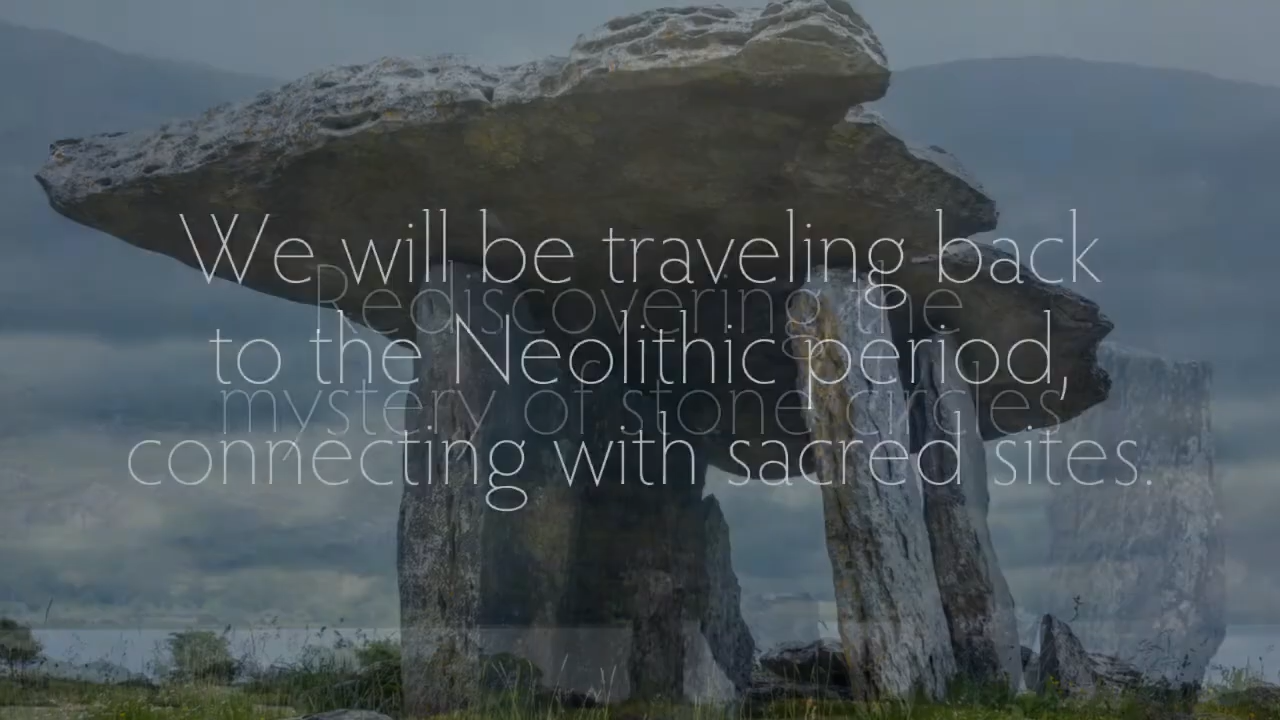 We will be traveling back
to the Neolithic period,
connecting with sacred sites.
Rediscovering the
mystery of stone circles